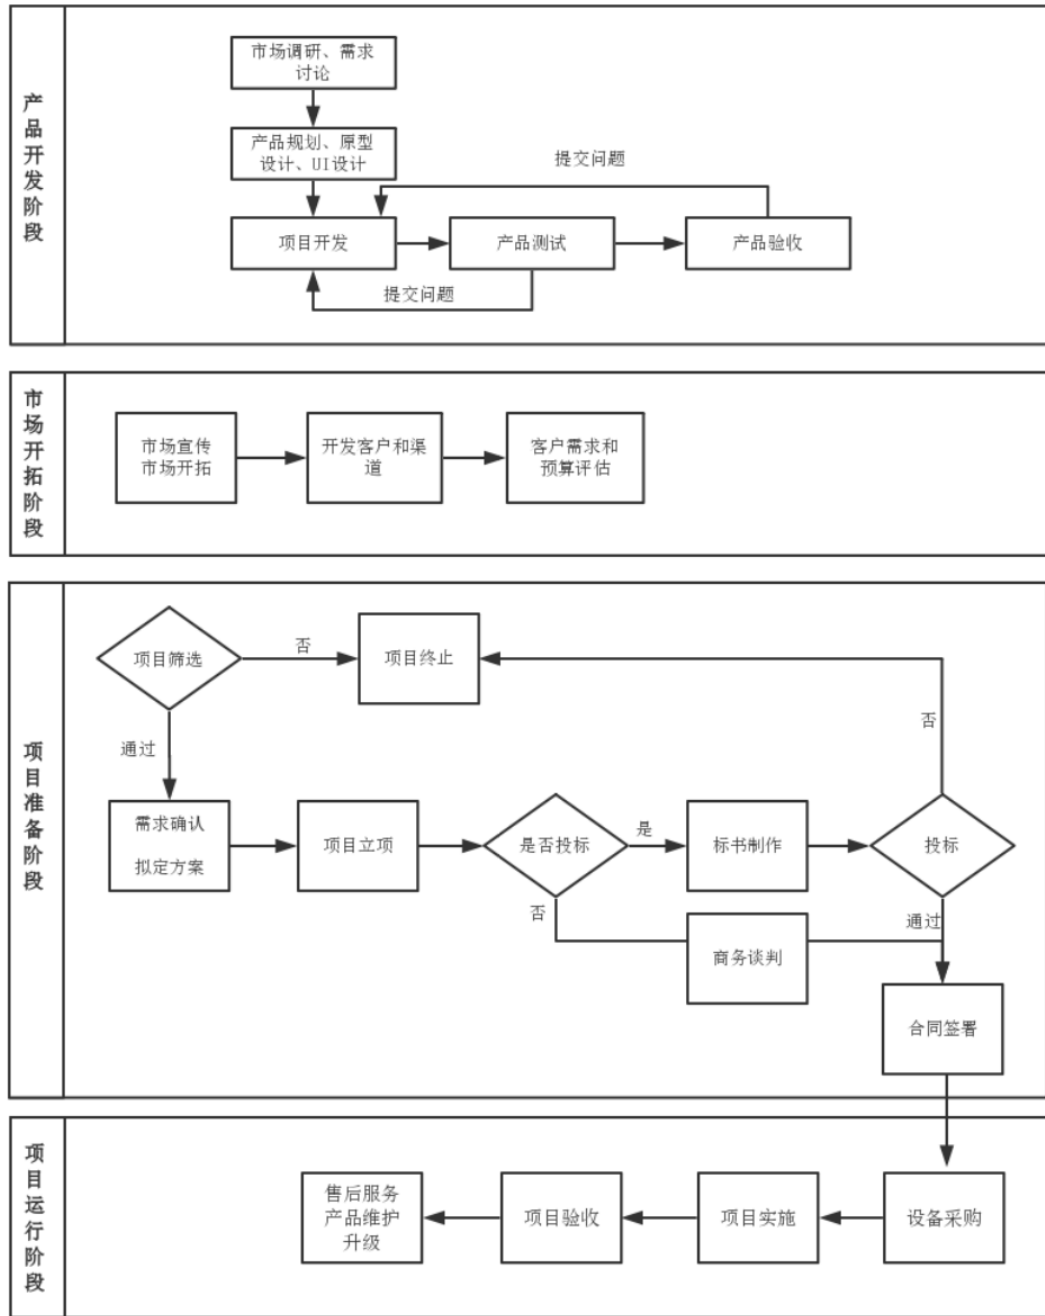 产品开发阶段
市场调研、需求
讨论
产品规划、原型
设计、UI设计
提交问题
项目开发
产品测试
产品验收
提交问题
市场开拓阶段
市场宣传
市场开拓
开发客户和渠
道
客户需求和
预算评估
项目准备阶段
项目筛选
否
项目终止
否
通过
需求确认
拟定方案
项目立项
是否投标
是
标书制作
投标
否
通过
商务谈判
合同签署
项目运行阶段
售后服务
产品维护
升级
项目验收
项目实施
设备采购